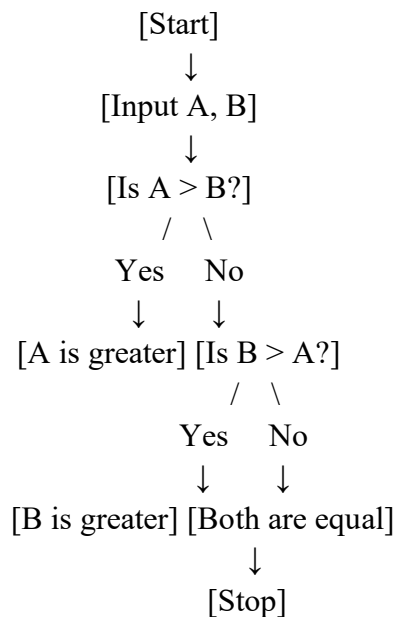 [Start]
↓
[Input A, B]
↓
[Is A > B?]
/ \
Yes No
↓ ↓
[A is greater] [Is B > A?]
/ \
Yes No
↓ ↓
[B is greater] [Both are equal]
↓
[Stop]